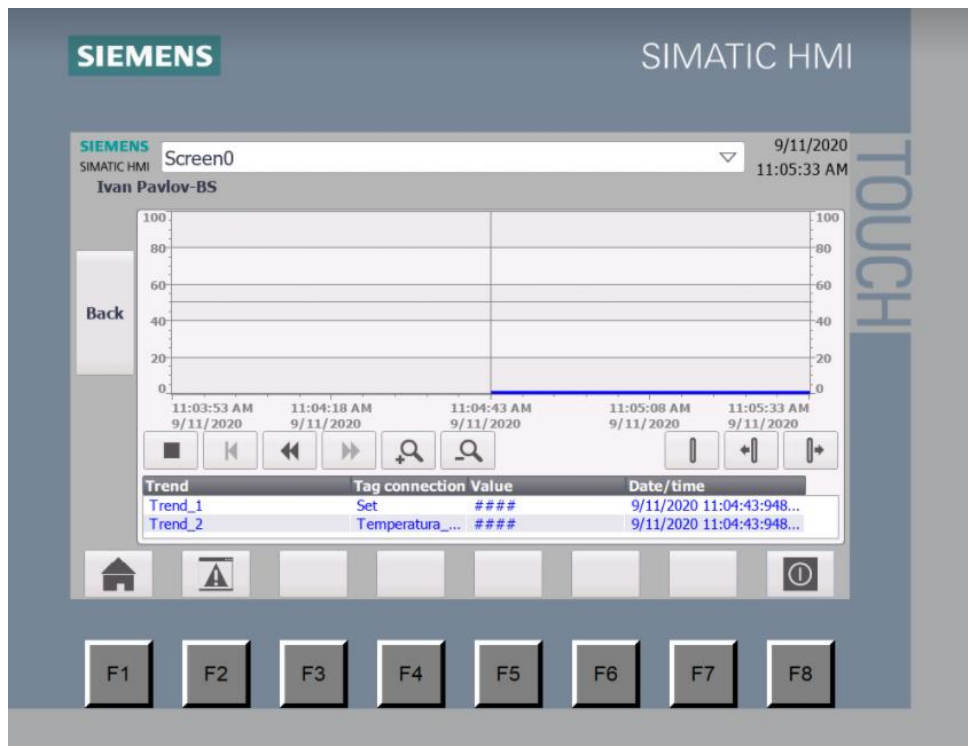 SIEMENS
SIMATIC HMI
TOUCH
SIEMENS
SIMATIC HMI
Screen0
9/11/2020
11:05:33 AM
Ivan Pavlov-BS
Back
100
80
60
40
20
0
100
80
60
40
20
0
11:03:53 AM 11:04:18 AM 11:04:43 AM 11:05:08 AM 11:05:33 AM
9/11/2020 9/11/2020 9/11/2020 9/11/2020 9/11/2020
Trend Tag connection Value Date/time
Trend_1 Set #### 9/11/2020 11:04:43:948...
Trend_2 Temperatura_... #### 9/11/2020 11:04:43:948...
F1 F2 F3 F4 F5 F6 F7 F8